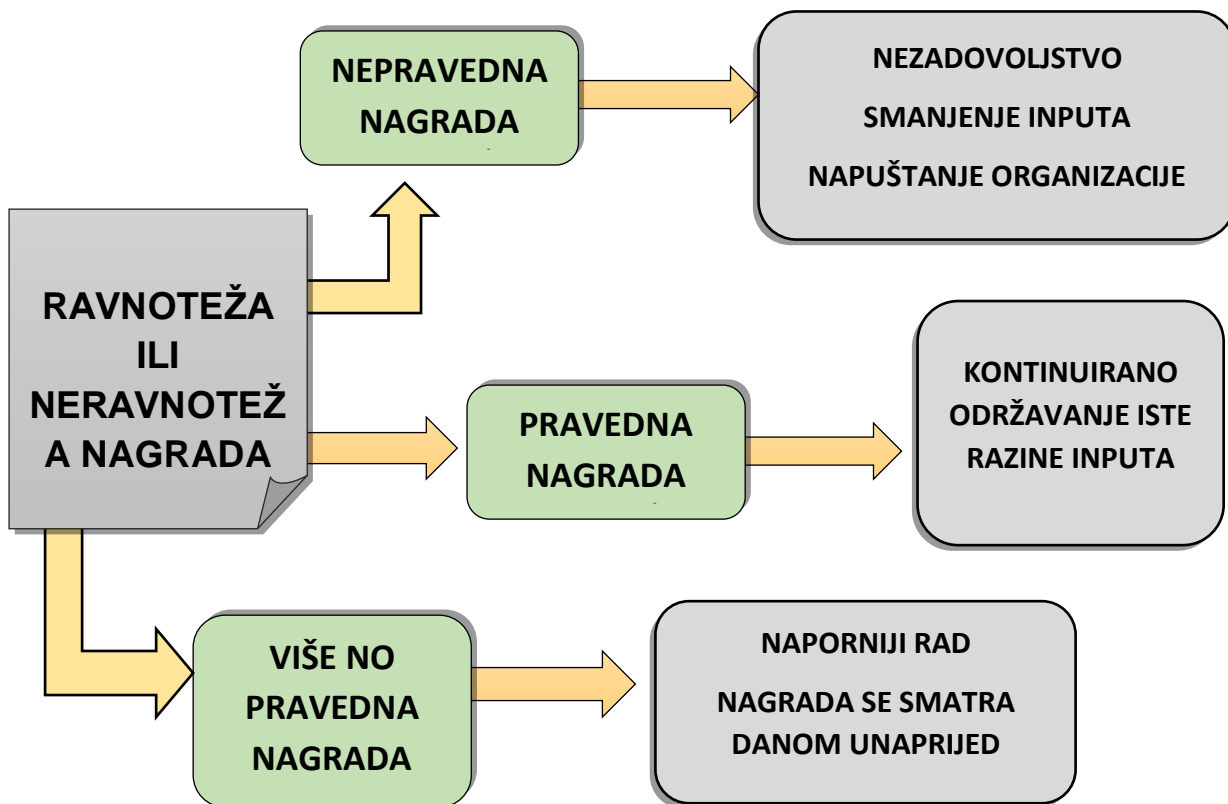 NEPRAVEDNA
NAGRADA
NEZADOVOLJSTVO
SMANJENJE INPUTA
NAPUŠTANJE ORGANIZACIJE
RAVNOTEŽA
ILI
NERAVNOTEŽ
A NAGRADA
PRAVEDNA
NAGRADA
KONTINUIRANO
ODRŽAVANJE ISTE
RAZINE INPUTA
VIŠE NO
PRAVEDNA
NAGRADA
NAPORNIJI RAD
NAGRADA SE SMATRA
DANOM UNAPRIJED